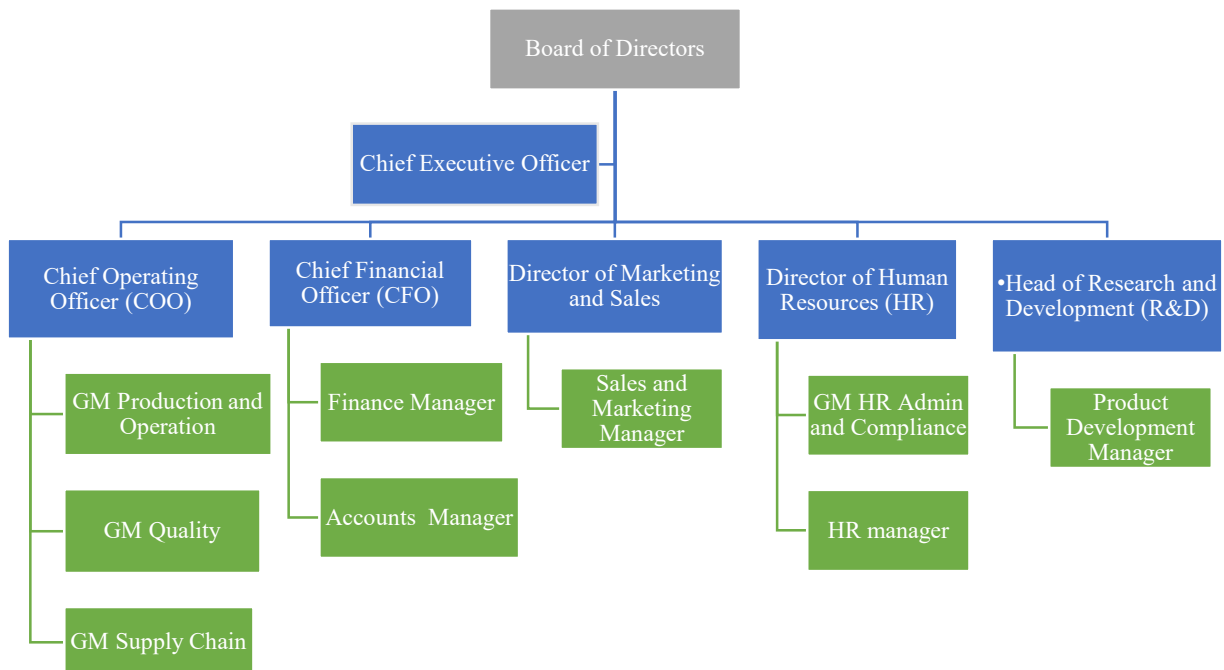 Board of Directors
Chief Executive Officer
Chief Operating
Officer (COO)
Chief Financial
Officer (CFO)
Director of Marketing
and Sales
Director of Human
Resources (HR)
•Head of Research and
Development (R&D)
GM Production and
Operation
GM Quality
GM Supply Chain
Finance Manager
Accounts  Manager
Sales and
Marketing
Manager
GM HR Admin
and Compliance
HR manager
Product
Development
Manager